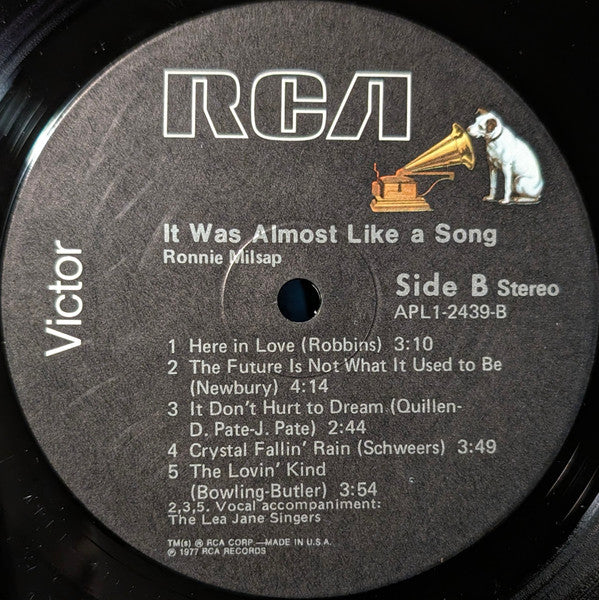 RCA
Victor
It Was Almost Like a Song
Ronnie Milsap
Side B Stereo
APL1-2439-B
1 Here in Love (Robbins) 3:10
2 The Future Is Not What It Used to Be
(Newbury) 4:14
3 It Don't Hurt to Dream (Quillen-
D. Pate-J. Pate) 2:44
4 Crystal Fallin' Rain (Schweers) 3:49
5 The Lovin' Kind
(Bowling-Butler) 3:54
2,3,5. Vocal accompaniment:
The Lea Jane Singers
TM(s) ® RCA CORP.—MADE IN U.S.A.
℗ 1977 RCA RECORDS